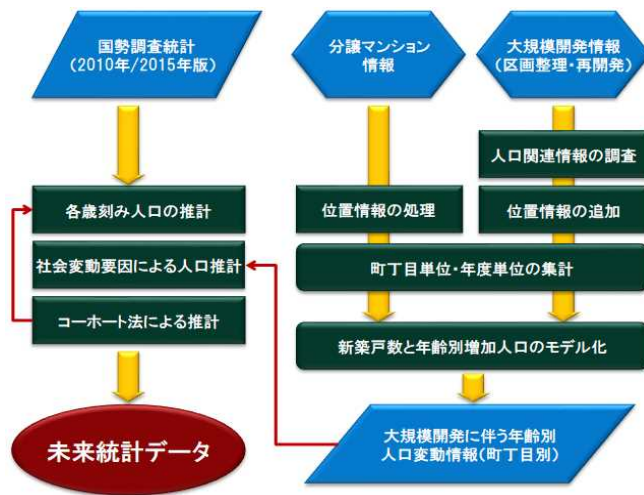 国勢調査統計
(2010年/2015年版)
分譲マンション
情報
大規模開発情報
(区画整理・再開発)
人口関連情報の調査
各歳刻み人口の推計
位置情報の処理
位置情報の追加
社会変動要因による人口推計
町丁目単位・年度単位の集計
コーホート法による推計
新築戸数と年齢別増加人口のモデル化
未来統計データ
大規模開発に伴う年齢別
人口変動情報(町丁目別)